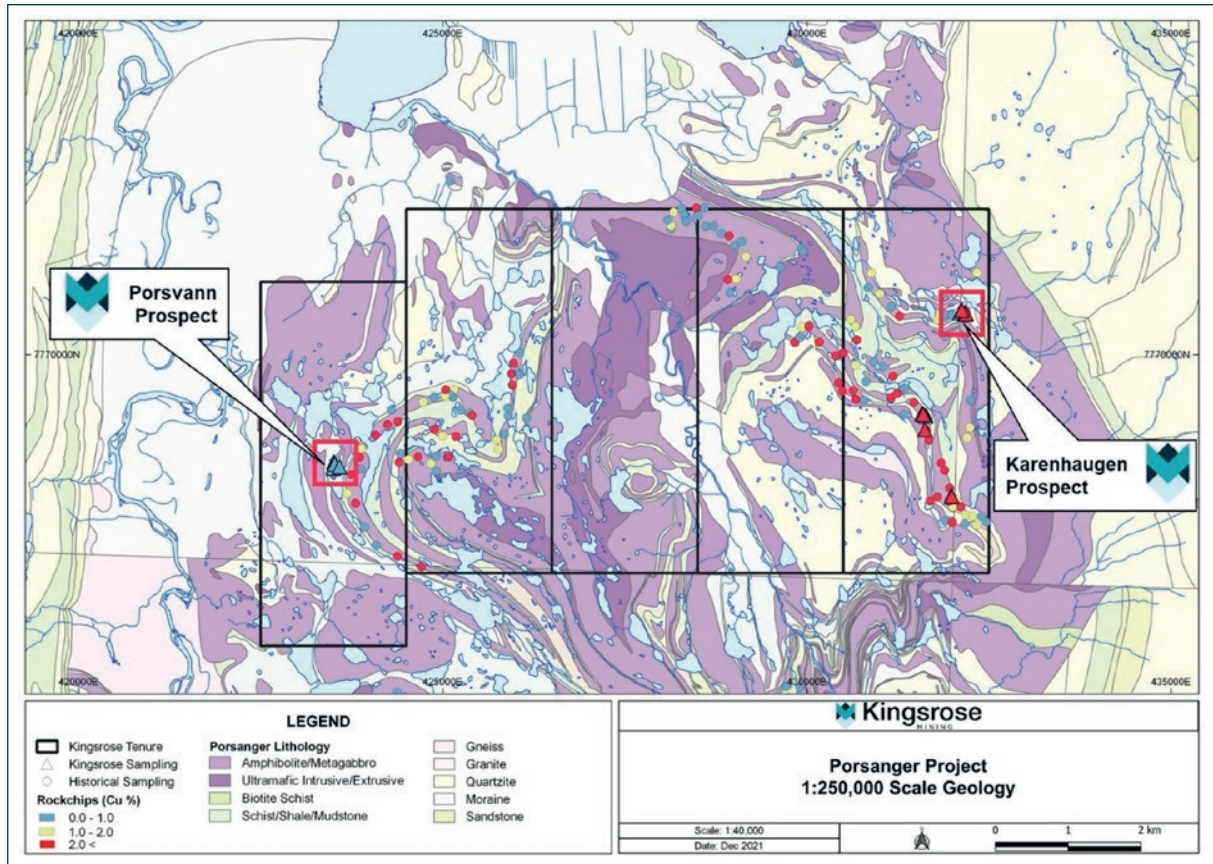 420000E
425000E
430000E
435000E
Porsvann
Prospect
7770000N
7770000N
Karenhaugen
Prospect
420000E
425000E
430000E
435000E
LEGEND
Kingsrose Tenure
Kingsrose Sampling
Historical Sampling
Rockchips (Cu %)
0.0 - 1.0
1.0 - 2.0
2.0 <
Porsanger Lithology
Amphibolite/Metagabbro
Ultramafic Intrusive/Extrusive
Biotite Schist
Schist/Shale/Mudstone
Gneiss
Granite
Quartzite
Moraine
Sandstone
Kingsrose
MINING
Porsanger Project
1:250,000 Scale Geology
Scale: 1:40,000
Date: Dec 2021
0 1 2 km